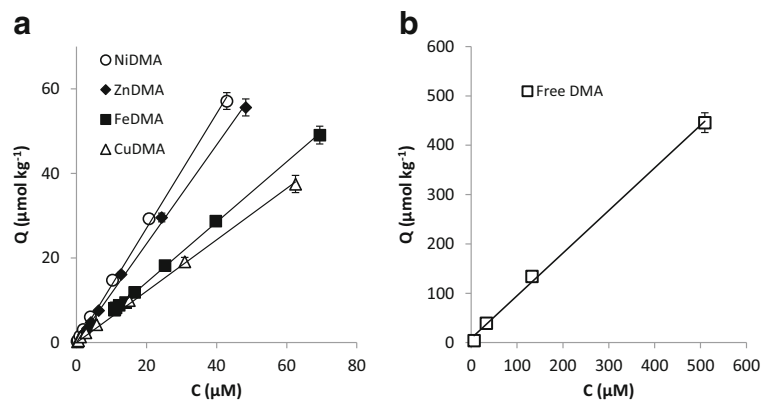 a
NiDMA
ZnDMA
FeDMA
CuDMA
Q (µmol kg⁻¹)
60
40
20
0
0 20 40 60 80
C (µM)
b
Free DMA
Q (µmol kg⁻¹)
600
500
400
300
200
100
0
0 100 200 300 400 500 600
C (µM)